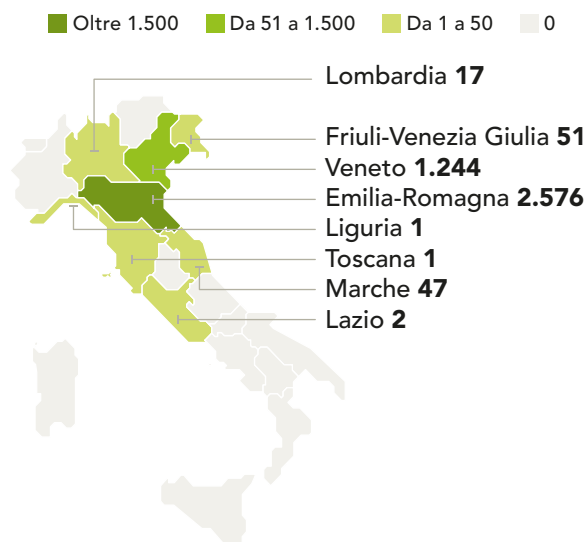 Oltre 1.500 Da 51 a 1.500 Da 1 a 50 0
Lombardia 17
Friuli-Venezia Giulia 51
Veneto 1.244
Emilia-Romagna 2.576
Liguria 1
Toscana 1
Marche 47
Lazio 2